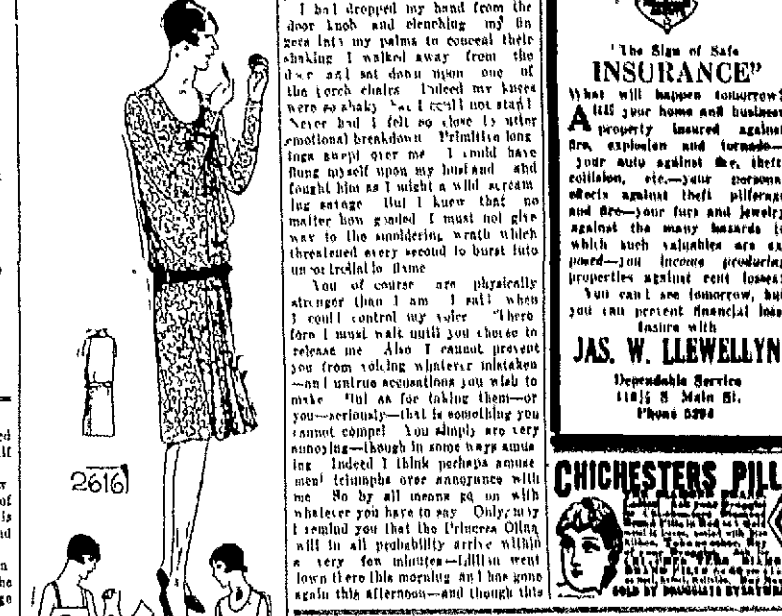 2616
I had dropped my hand from the
door knob and clenching my fin
gers into my palms to conceal their
shaking I walked away from the
door and sat down upon one of
the porch chairs Indeed my knees
were so shaky that I could not stand
Never had I felt so close to utter
emotional breakdown Primitive long
ings swept over me I could have
flung myself upon my husband and
fought him as I might a wild scream
ing savage But I knew that no
matter how goaded I must not give
way to the smoldering wrath which
threatened every second to burst into
uncontrollable flame
You of course are physically
stronger than I am I said when
I could control my voice "There
fore I must wait until you choose to
release me Also I cannot prevent
you from voicing whatever mistaken
—and untrue accusations you wish to
make But as for taking them—or
you—seriously—that is something you
cannot compel You simply are very
annoying—though in some ways amus
ing Indeed I think perhaps amuse
ment triumphs over annoyance with
me So by all means go on with
whatever you have to say Only may
I remind you that the Princess Olina
will in all probability arrive within
a very few minutes—Lillian went
down there this morning and has gone
again this afternoon—and though this
"The Sign of Safe
INSURANCE"
What will happen tomorrow?
your home and business
property insured against
fire, explosion and tornado—
your auto against fire, theft
collision, etc.—your personal
effects against theft pilferage
and fire—your furs and jewelry
against the many hazards to
which such valuables are ex
posed—you income producing
properties against rent losses
You can't see tomorrow, but
you can prevent financial loss
Insure with
JAS. W. LLEWELLYN
Dependable Service
S Main St.
Phone
CHICHESTERS PILL
SOLD BY DRUGGISTS EVERYWHERE